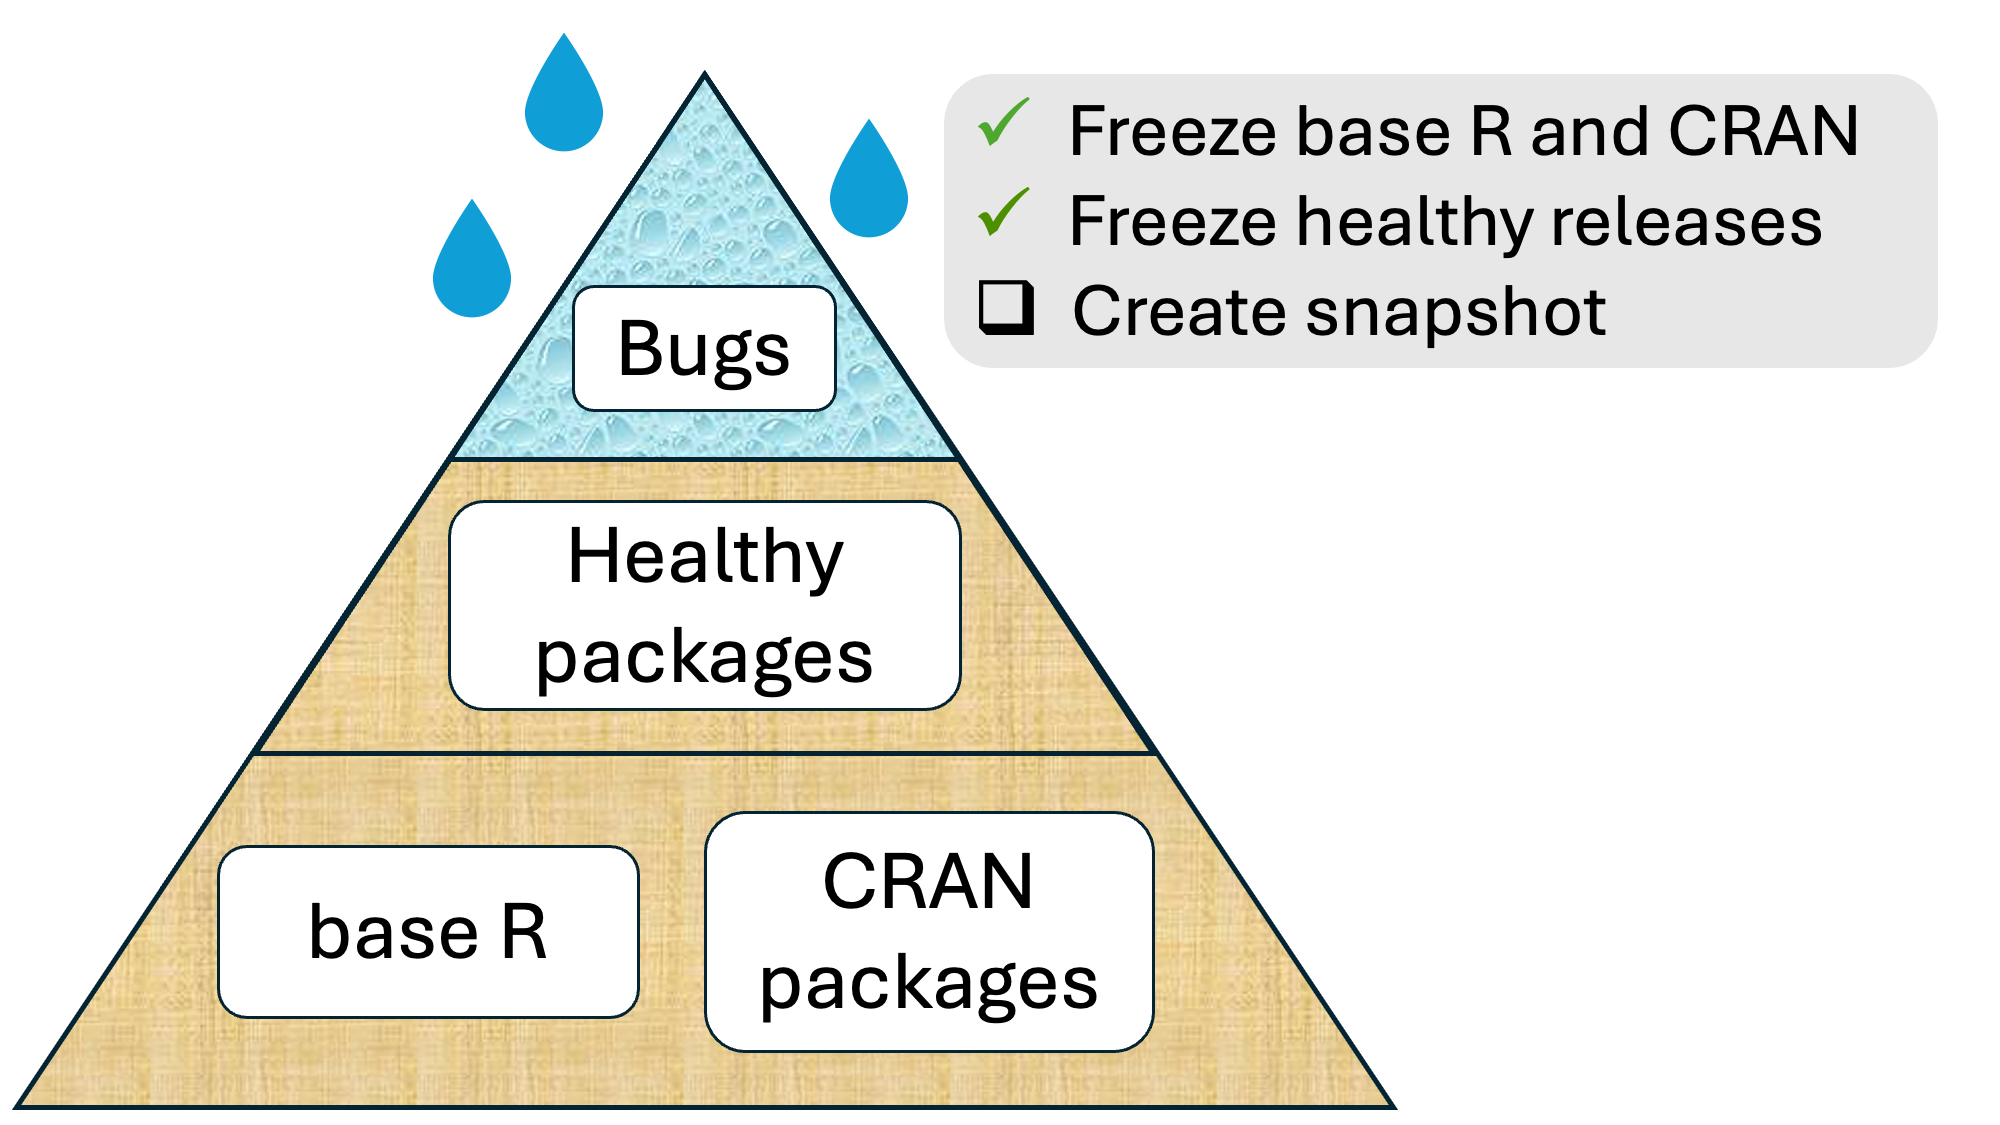 Freeze base R and CRAN
Freeze healthy releases
Create snapshot
Bugs
Healthy
packages
base R
CRAN
packages